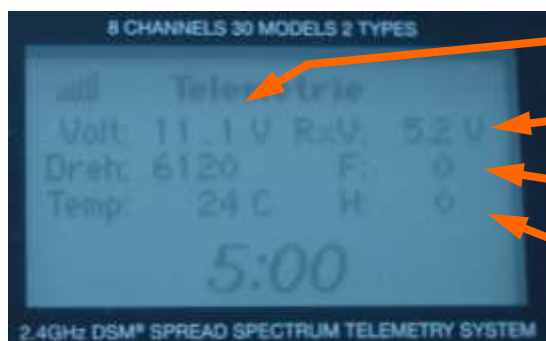 8 CHANNELS 30 MODELS 2 TYPES
Telemetrie
Volt: 11.1 V RxV: 5.2 V
Dreh: 6120 F: 0
Temp: 24 C H: 0
5:00
2.4GHz DSM® SPREAD SPECTRUM TELEMETRY SYSTEM